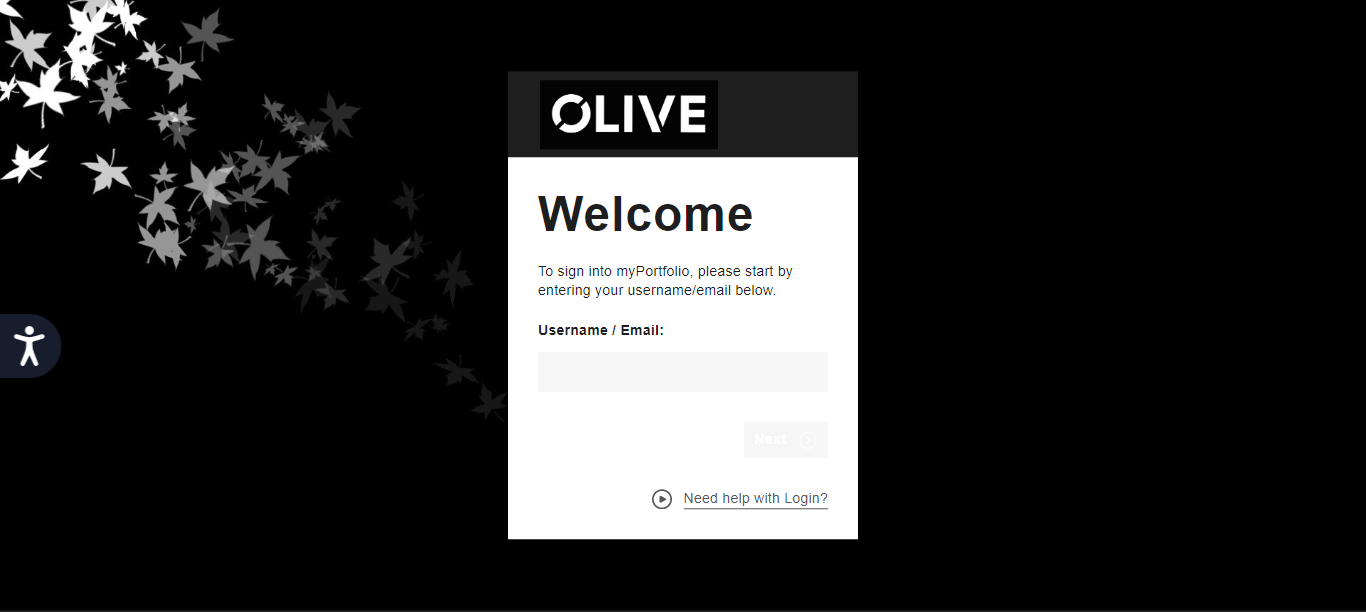 OLIVE
Welcome
To sign into myPortfolio, please start by
entering your username/email below.
Username / Email:
Next
Need help with Login?